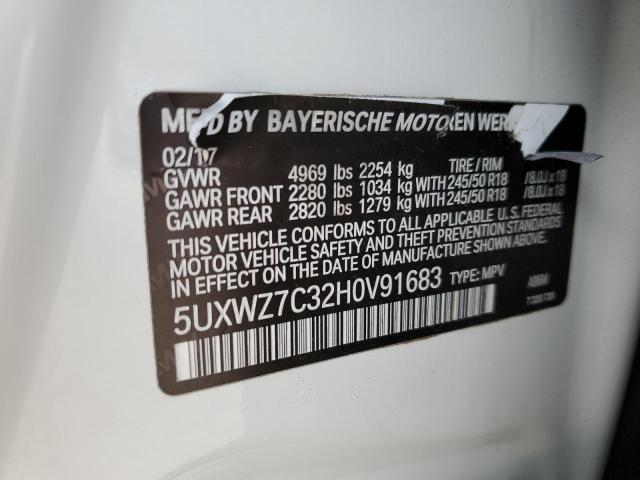 MFD BY BAYERISCHE MOTOREN WER
02/17
GVWR 4969 lbs 2254 kg TIRE / RIM
GAWR FRONT 2280 lbs 1034 kg WITH 245/50 R18 / 8.0J x 18
GAWR REAR 2820 lbs 1279 kg WITH 245/50 R18 / 8.0J x 18
THIS VEHICLE CONFORMS TO ALL APPLICABLE U.S. FEDERAL
MOTOR VEHICLE SAFETY AND THEFT PREVENTION STANDARDS
IN EFFECT ON THE DATE OF MANUFACTURE SHOWN ABOVE.
5UXWZ7C32H0V91683 TYPE: MPV